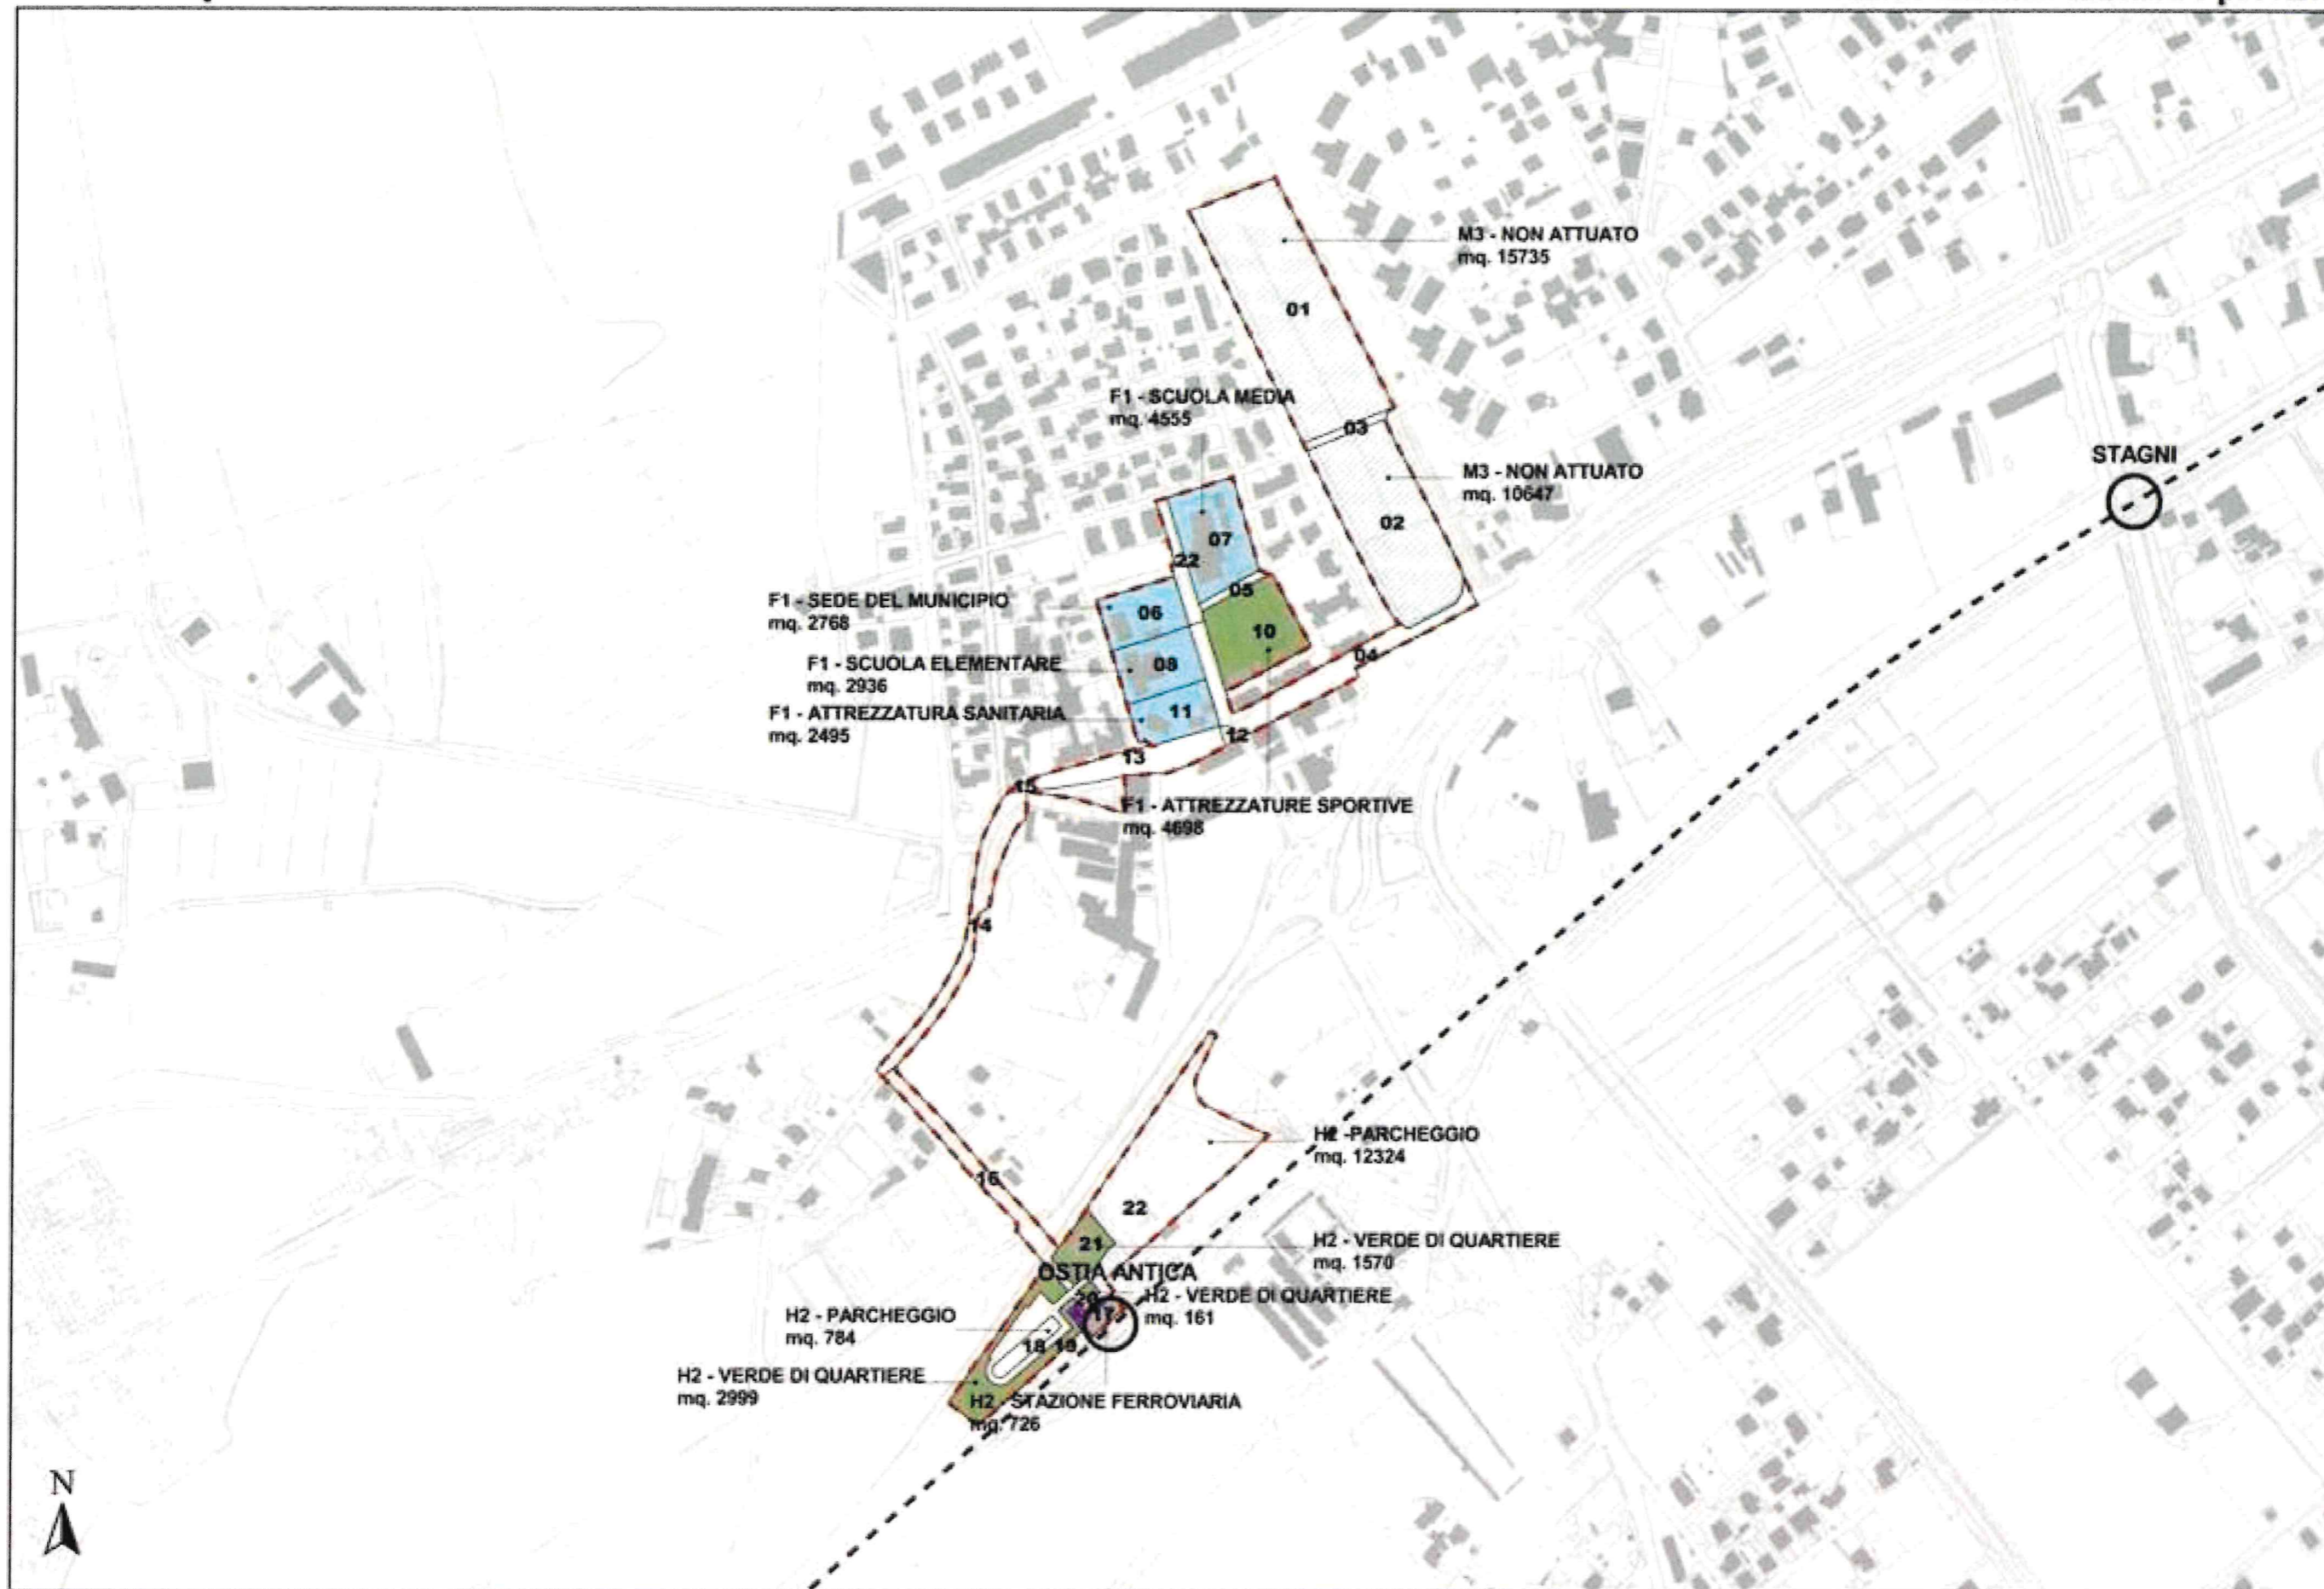 M3 - NON ATTUATO
mq. 15735
01
F1 - SCUOLA MEDIA
mq. 4555
03
STAGNI
M3 - NON ATTUATO
mq. 10647
02
07
22
05
F1 - SEDE DEL MUNICIPIO
mq. 2768
06
10
04
F1 - SCUOLA ELEMENTARE
mq. 2936
08
F1 - ATTREZZATURA SANITARIA
mq. 2495
11
12
13
15
F1 - ATTREZZATURE SPORTIVE
mq. 4698
14
H2 -PARCHEGGIO
mq. 12324
16
22
21
H2 - VERDE DI QUARTIERE
mq. 1570
OSTIA ANTICA
20
H2 - VERDE DI QUARTIERE
mq. 161
17
H2 - PARCHEGGIO
mq. 784
18 19
H2 - VERDE DI QUARTIERE
mq. 2999
H2 - STAZIONE FERROVIARIA
mq. 726
N